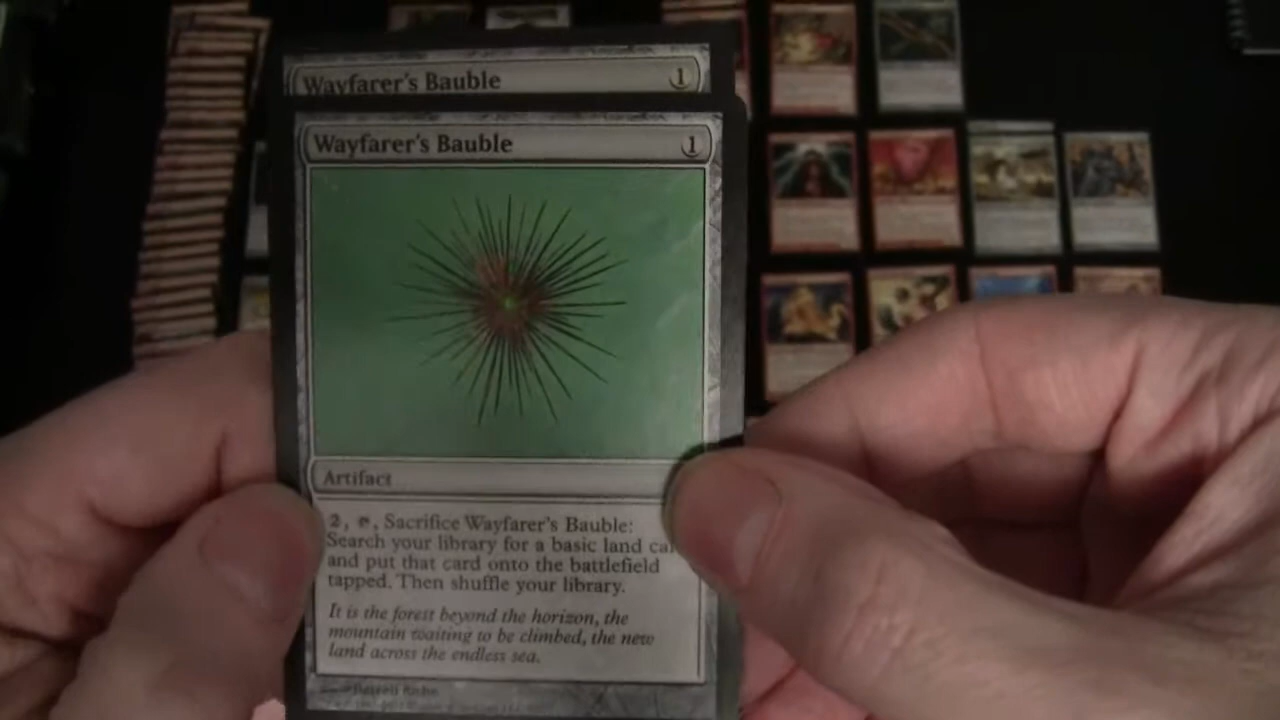 Wayfarer's Bauble 1
Wayfarer's Bauble 1
Artifact
2, , Sacrifice Wayfarer's Bauble:
Search your library for a basic land
and put that card onto the battlefield
tapped. Then shuffle your library.
It is the forest beyond the horizon, the
mountain waiting to be climbed, the new
land across the endless sea.